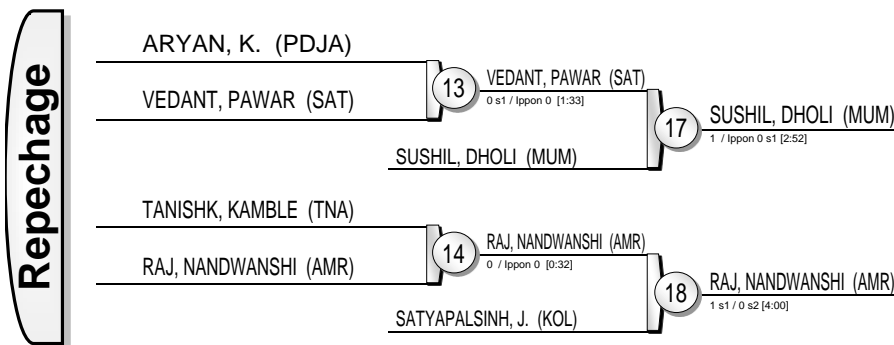 Repechage
ARYAN, K. (PDJA)
VEDANT, PAWAR (SAT)
13
VEDANT, PAWAR (SAT)
0 s1 / Ippon 0 [1:33]
SUSHIL, DHOLI (MUM)
17
SUSHIL, DHOLI (MUM)
1 / Ippon 0 s1 [2:52]
TANISHK, KAMBLE (TNA)
RAJ, NANDWANSHI (AMR)
14
RAJ, NANDWANSHI (AMR)
0 / Ippon 0 [0:32]
SATYAPALSINH, J. (KOL)
18
RAJ, NANDWANSHI (AMR)
1 s1 / 0 s2 [4:00]